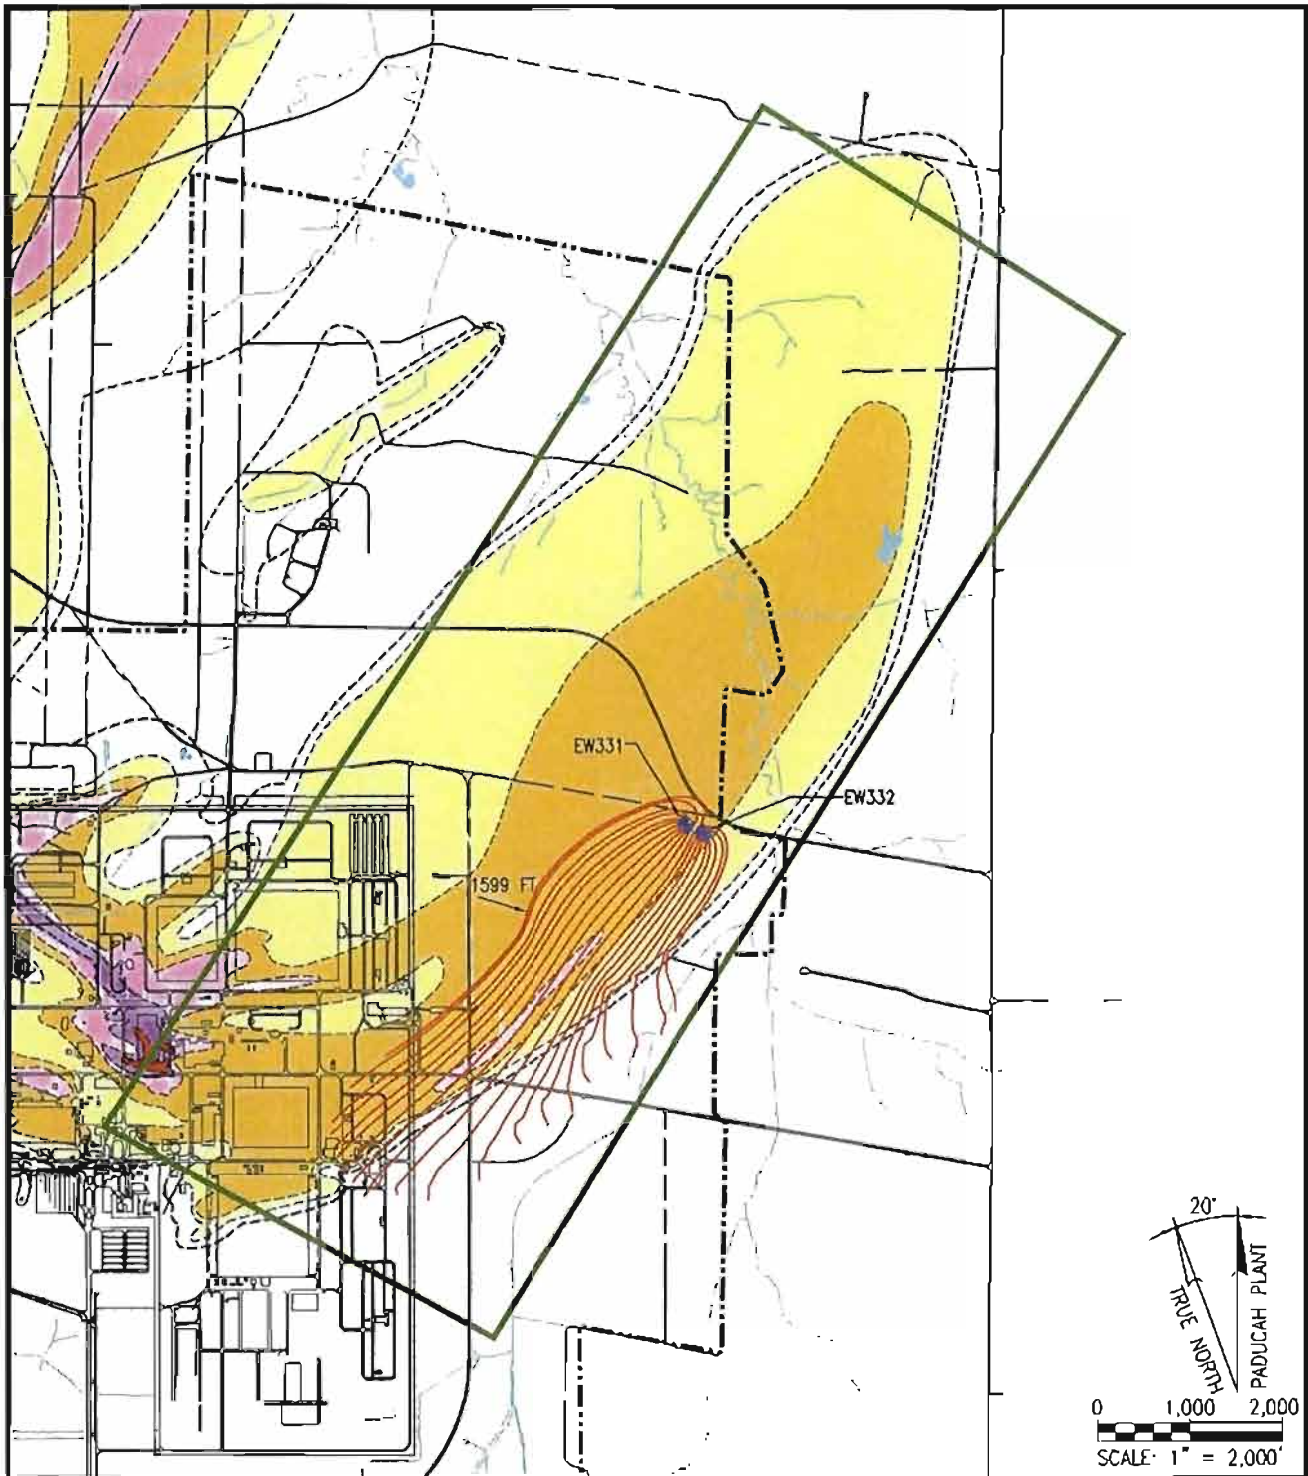 EW331
EW332
1599 FT
20°
TRUE NORTH
PADUCAH PLANT
0 1,000 2,000
SCALE: 1" = 2,000'